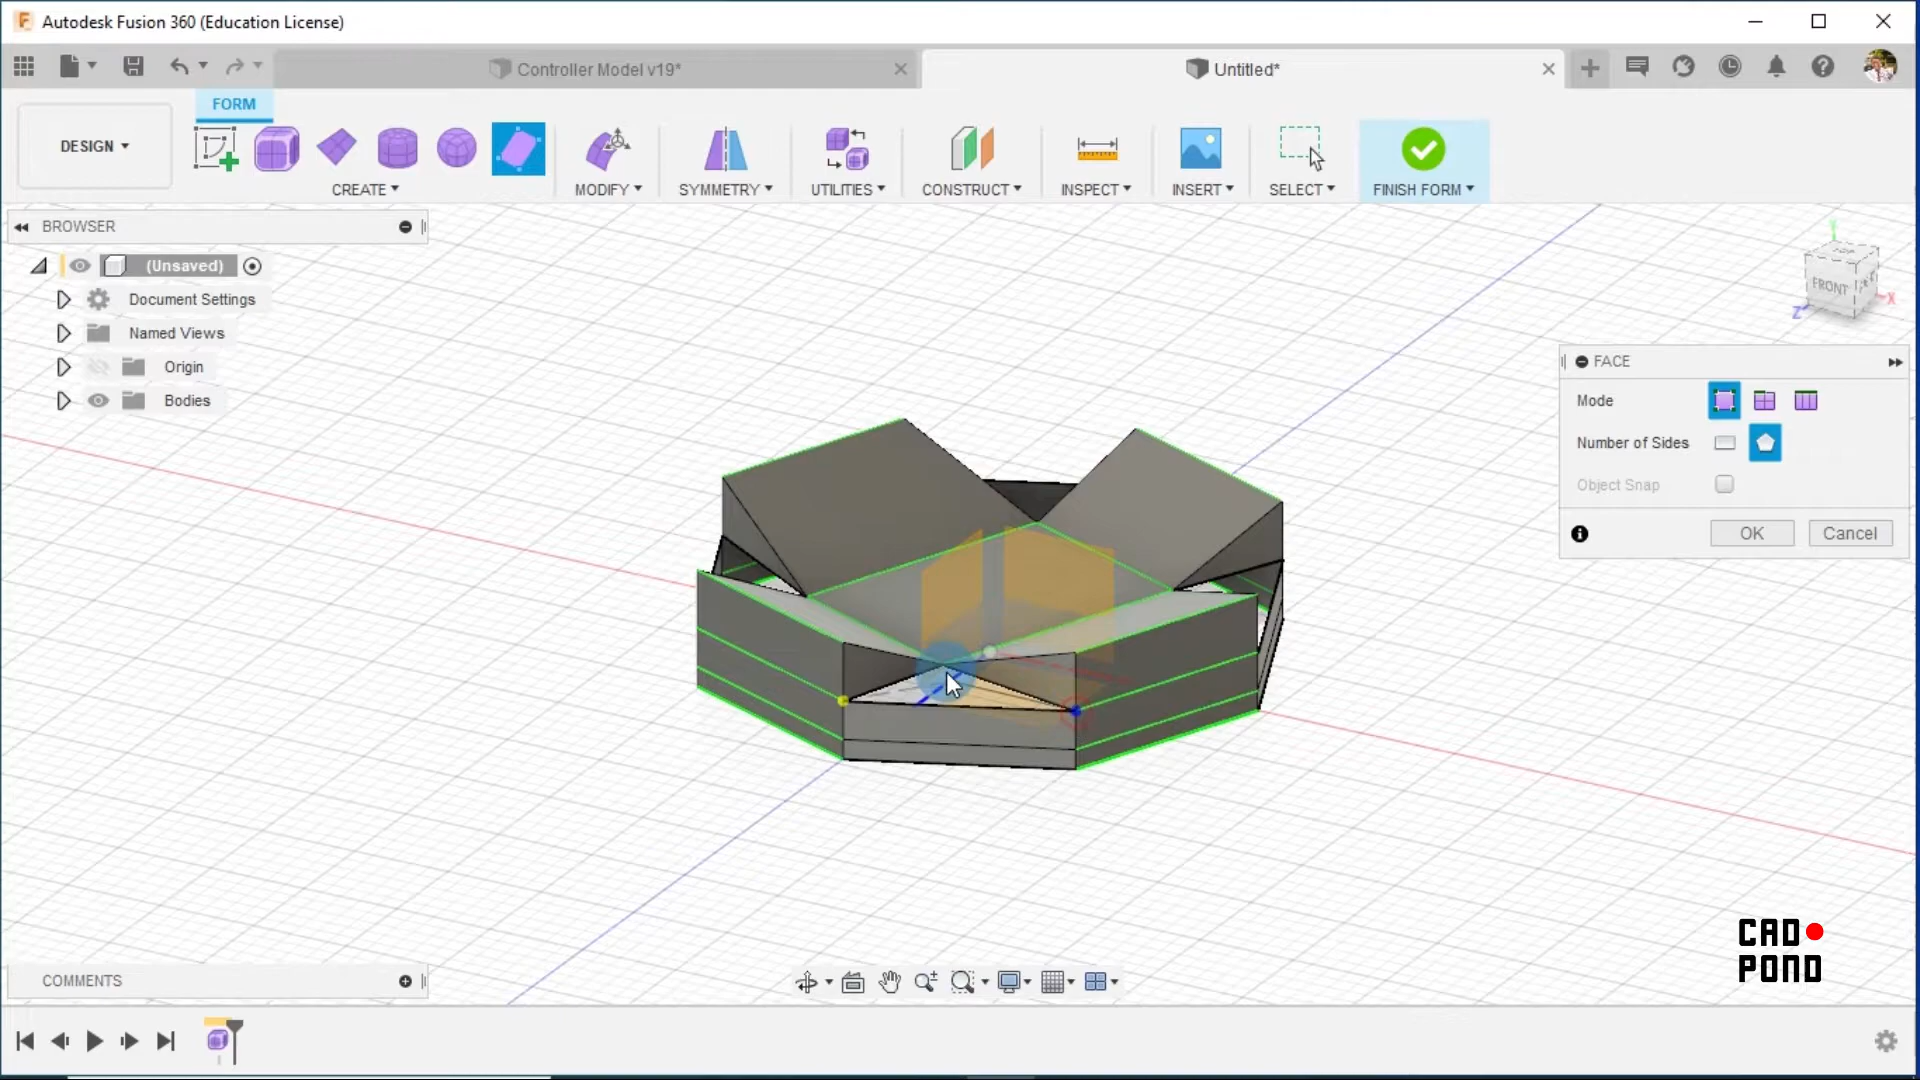 Autodesk Fusion 360 (Education License)
Controller Model v19*
Untitled*
FORM
DESIGN
CREATE
MODIFY
SYMMETRY
UTILITIES
CONSTRUCT
INSPECT
INSERT
SELECT
FINISH FORM
BROWSER
(Unsaved)
Document Settings
Named Views
Origin
Bodies
Y
FRONT
X
Z
FACE
Mode
Number of Sides
Object Snap
OK
Cancel
CAD
POND
COMMENTS